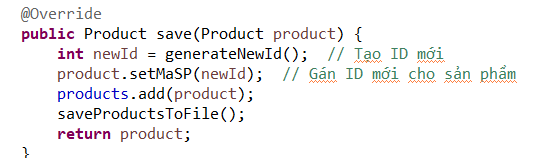 @Override
public Product save(Product product) {
    int newId = generateNewId();  // Tạo ID mới
    product.setMaSP(newId);  // Gán ID mới cho sản phẩm
    products.add(product);
    saveProductsToFile();
    return product;
}